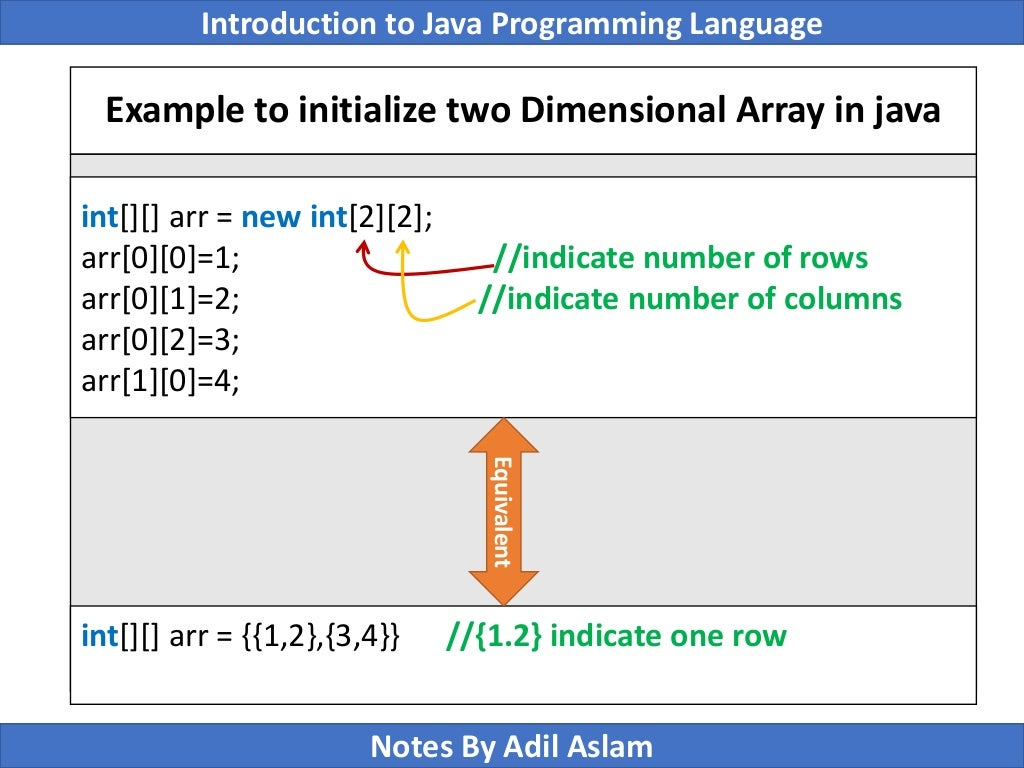 Introduction to Java Programming Language
Example to initialize two Dimensional Array in java
int[][] arr = new int[2][2];
arr[0][0]=1; //indicate number of rows
arr[0][1]=2; //indicate number of columns
arr[0][2]=3;
arr[1][0]=4;
Equivalent
int[][] arr = {{1,2},{3,4}} //{1.2} indicate one row
Notes By Adil Aslam